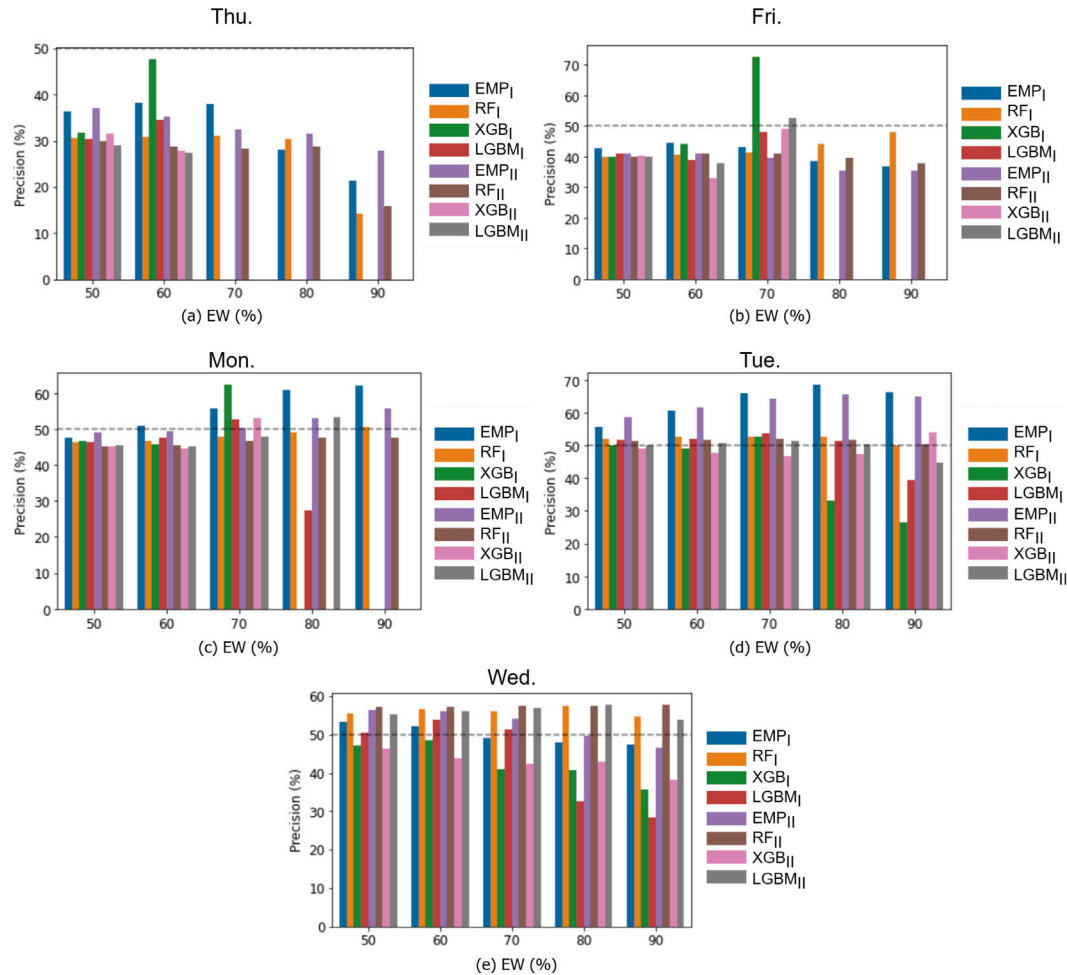 Thu.
50
40
30
20
10
0
Precision (%)
50 60 70 80 90
(a) EW (%)
EMP_I
RF_I
XGB_I
LGBM_I
EMP_II
RF_II
XGB_II
LGBM_II
Fri.
70
60
50
40
30
20
10
0
Precision (%)
50 60 70 80 90
(b) EW (%)
EMP_I
RF_I
XGB_I
LGBM_I
EMP_II
RF_II
XGB_II
LGBM_II
Mon.
60
50
40
30
20
10
0
Precision (%)
50 60 70 80 90
(c) EW (%)
EMP_I
RF_I
XGB_I
LGBM_I
EMP_II
RF_II
XGB_II
LGBM_II
Tue.
70
60
50
40
30
20
10
0
Precision (%)
50 60 70 80 90
(d) EW (%)
EMP_I
RF_I
XGB_I
LGBM_I
EMP_II
RF_II
XGB_II
LGBM_II
Wed.
60
50
40
30
20
10
0
Precision (%)
50 60 70 80 90
(e) EW (%)
EMP_I
RF_I
XGB_I
LGBM_I
EMP_II
RF_II
XGB_II
LGBM_II